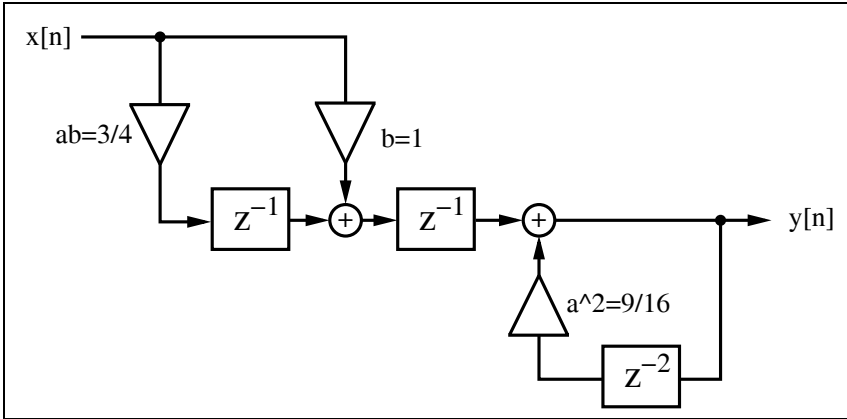 x[n]
ab=3/4
b=1
z⁻¹
+
z⁻¹
+
y[n]
a^2=9/16
z⁻²